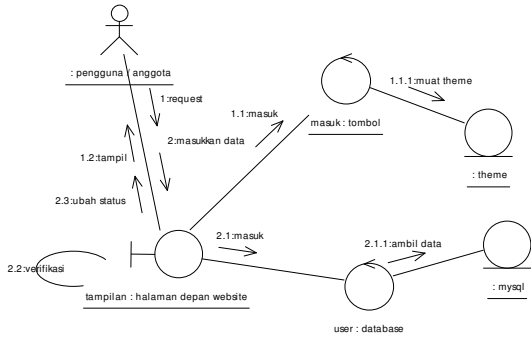 : pengguna / anggota
1:request
1.1:masuk
1.1.1:muat theme
masuk : tombol
2:masukkan data
1.2:tampil
: theme
2.3:ubah status
2.1:masuk
2.1.1:ambil data
2.2:verifikasi
tampilan : halaman depan website
: mysql
user : database